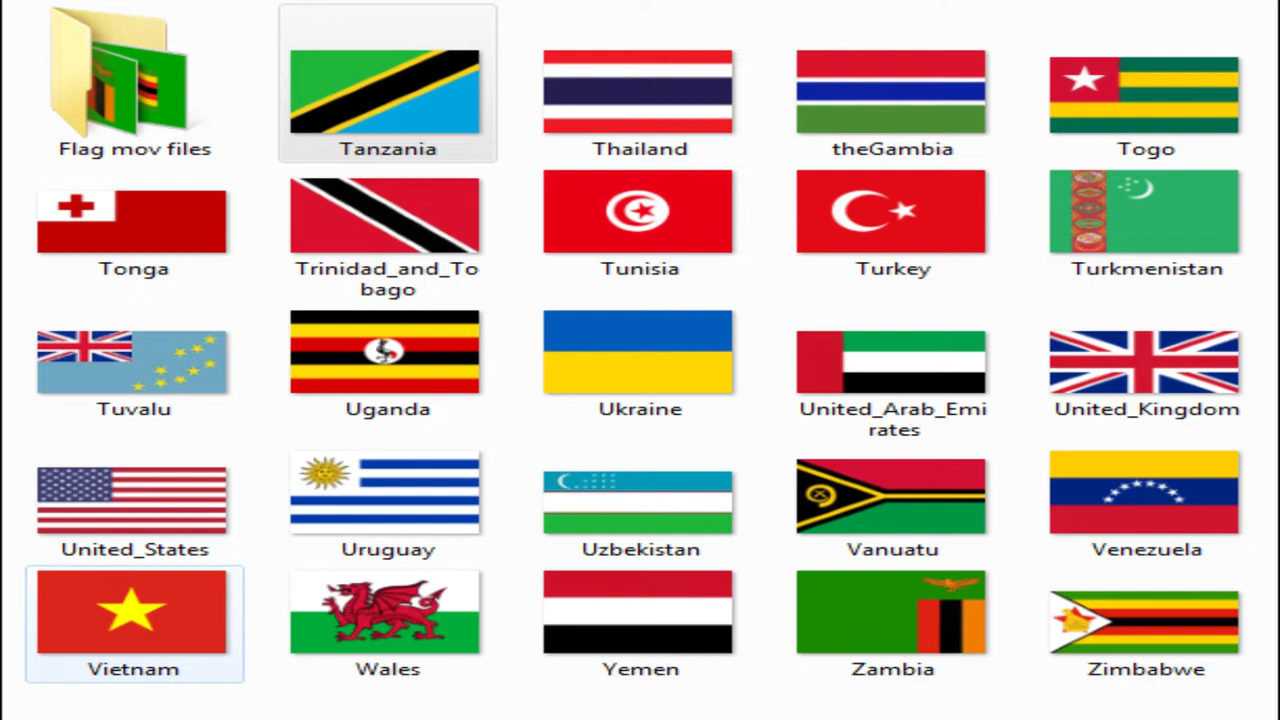 Flag mov files
Tanzania
Thailand
theGambia
Togo
Tonga
Trinidad_and_To
bago
Tunisia
Turkey
Turkmenistan
Tuvalu
Uganda
Ukraine
United_Arab_Emi
rates
United_Kingdom
United_States
Uruguay
Uzbekistan
Vanuatu
Venezuela
Vietnam
Wales
Yemen
Zambia
Zimbabwe